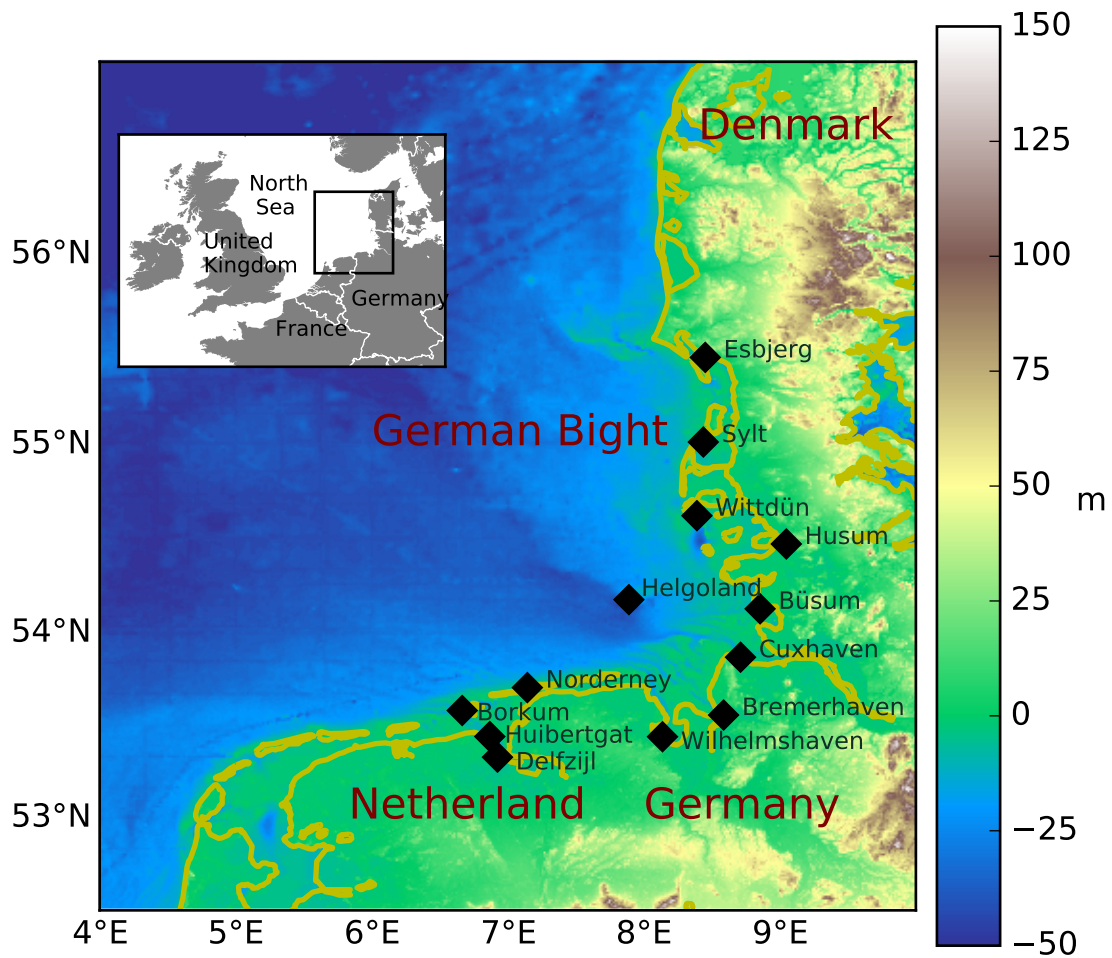 150
125
100
75
50
25
0
−25
−50
m
Denmark
North
Sea
United
Kingdom
Germany
France
56°N
55°N
54°N
53°N
Esbjerg
German Bight
Sylt
Wittdün
Husum
Helgoland
Büsum
Cuxhaven
Norderney
Borkum
Bremerhaven
Huibertgat
Wilhelmshaven
Delfzijl
Netherland
Germany
4°E
5°E
6°E
7°E
8°E
9°E